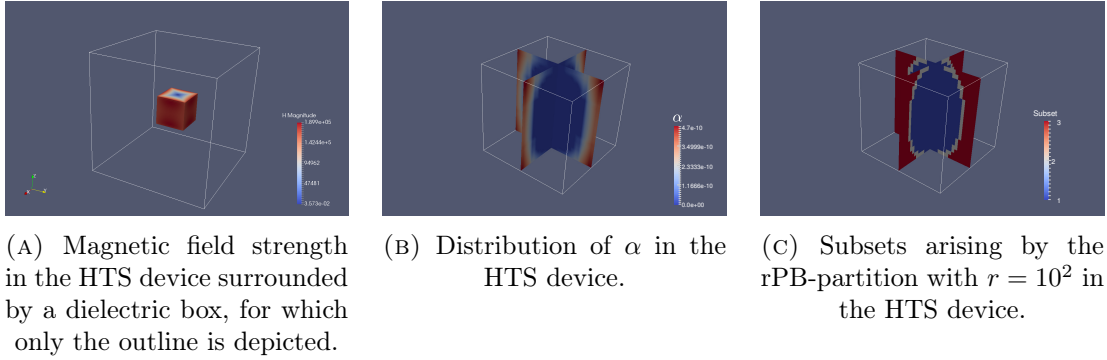 H Magnitude
1.899e+05
1.4244e+5
94962
47481
3.573e-02
α
4.7e-10
3.4999e-10
2.3333e-10
1.1666e-10
0.0e+00
Subset
3
2
1
(A) Magnetic field strength
in the HTS device surrounded
by a dielectric box, for which
only the outline is depicted.
(B) Distribution of α in the
HTS device.
(C) Subsets arising by the
rPB-partition with r = 10² in
the HTS device.